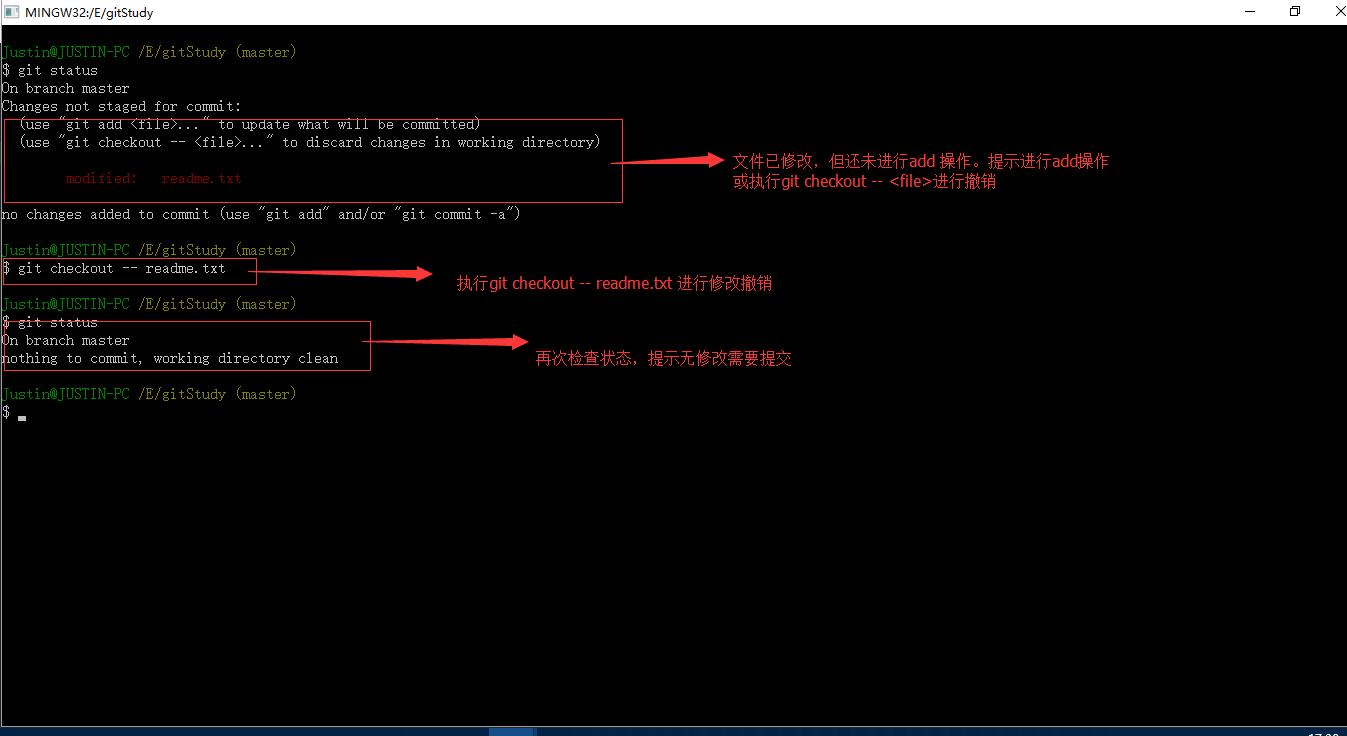 MINGW32:/E/gitStudy
Justin@JUSTIN-PC /E/gitStudy (master)
$ git status
On branch master
Changes not staged for commit:
(use "git add <file>..." to update what will be committed)
(use "git checkout -- <file>..." to discard changes in working directory)
文件已修改，但还未进行add 操作。提示进行add操作
或执行git checkout -- <file>进行撤销
modified: readme.txt
no changes added to commit (use "git add" and/or "git commit -a")
Justin@JUSTIN-PC /E/gitStudy (master)
$ git checkout -- readme.txt
执行git checkout -- readme.txt 进行修改撤销
Justin@JUSTIN-PC /E/gitStudy (master)
$ git status
On branch master
nothing to commit, working directory clean
再次检查状态，提示无修改需要提交
Justin@JUSTIN-PC /E/gitStudy (master)
$